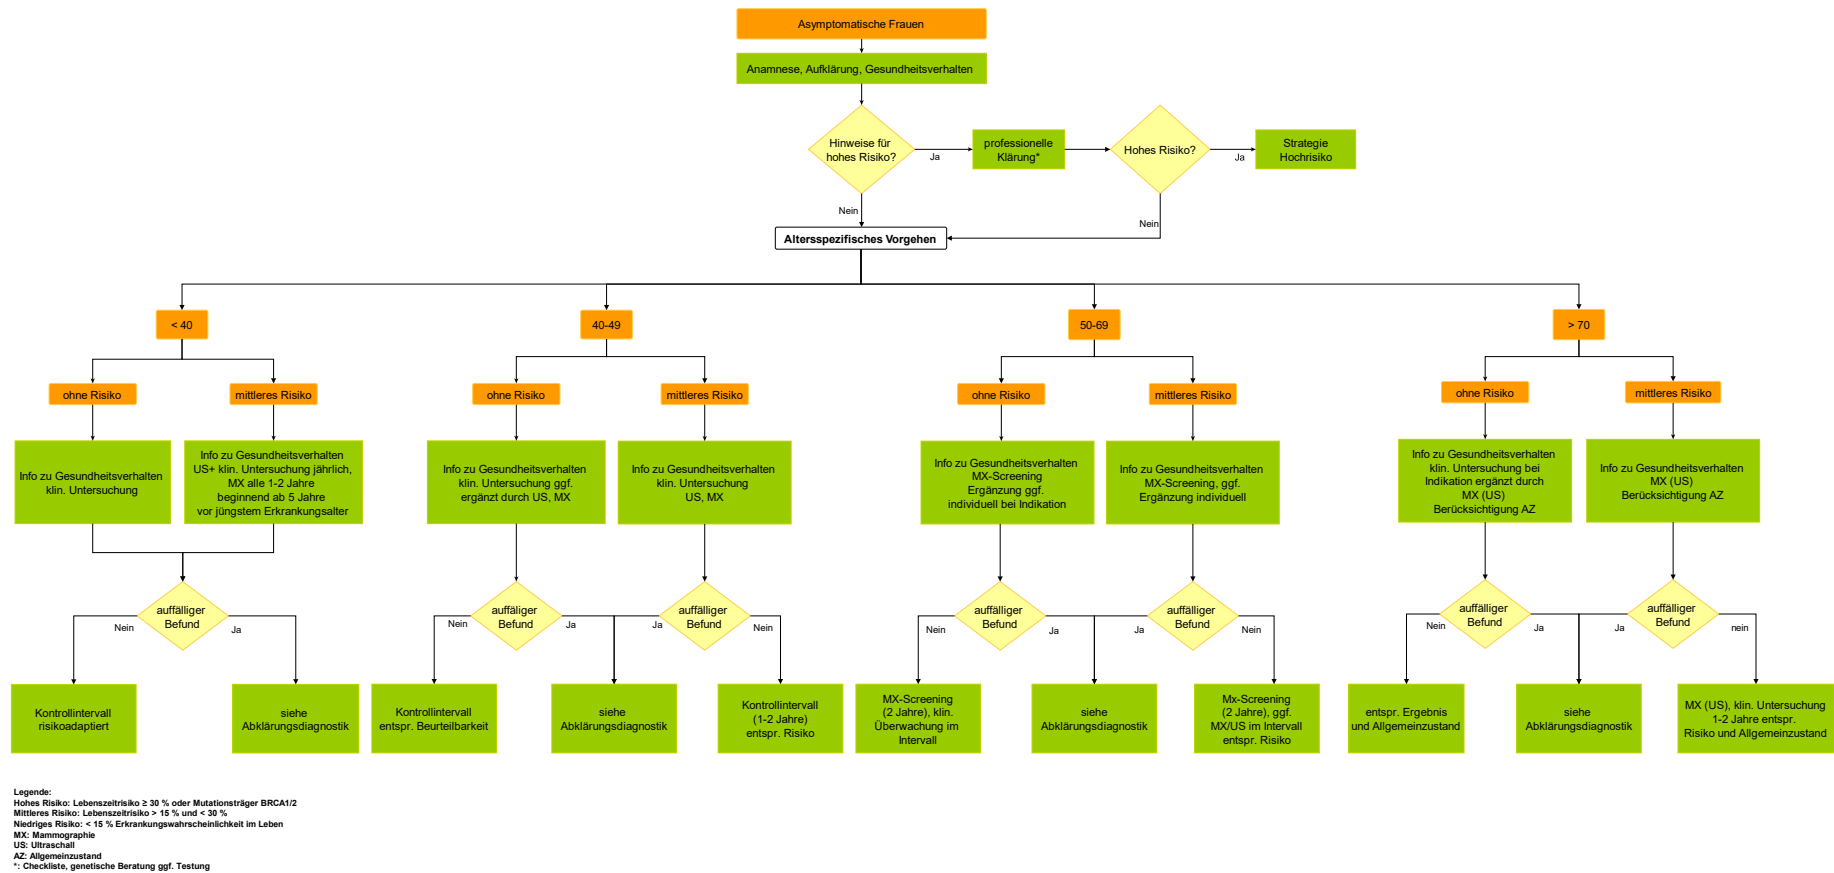 Asymptomatische Frauen
Anamnese, Aufklärung, Gesundheitsverhalten
Hinweise für
hohes Risiko?
Ja
professionelle
Klärung*
Hohes Risiko?
Ja
Strategie
Hochrisiko
Nein
Nein
Altersspezifisches Vorgehen
< 40
40-49
50-69
> 70
ohne Risiko
mittleres Risiko
ohne Risiko
mittleres Risiko
ohne Risiko
mittleres Risiko
ohne Risiko
mittleres Risiko
Info zu Gesundheitsverhalten
klin. Untersuchung
Info zu Gesundheitsverhalten
US+ klin. Untersuchung jährlich,
MX alle 1-2 Jahre
beginnend ab 5 Jahre
vor jüngstem Erkrankungsalter
Info zu Gesundheitsverhalten
klin. Untersuchung ggf.
ergänzt durch US, MX
Info zu Gesundheitsverhalten
klin. Untersuchung
US, MX
Info zu Gesundheitsverhalten
MX-Screening
Ergänzung ggf.
individuell bei Indikation
Info zu Gesundheitsverhalten
MX-Screening, ggf.
Ergänzung individuell
Info zu Gesundheitsverhalten
klin. Untersuchung bei
Indikation ergänzt durch
MX (US)
Berücksichtigung AZ
Info zu Gesundheitsverhalten
MX (US)
Berücksichtigung AZ
auffälliger
Befund
Nein
Ja
auffälliger
Befund
Nein
Ja
auffälliger
Befund
Ja
Nein
auffälliger
Befund
Nein
Ja
auffälliger
Befund
Ja
Nein
auffälliger
Befund
Nein
Ja
auffälliger
Befund
Ja
nein
Kontrollintervall
risikoadaptiert
siehe
Abklärungsdiagnostik
Kontrollintervall
entspr. Beurteilbarkeit
siehe
Abklärungsdiagnostik
Kontrollintervall
(1-2 Jahre)
entspr. Risiko
MX-Screening
(2 Jahre), klin.
Überwachung im
Intervall
siehe
Abklärungsdiagnostik
Mx-Screening
(2 Jahre), ggf.
MX/US im Intervall
entspr. Risiko
entspr. Ergebnis
und Allgemeinzustand
siehe
Abklärungsdiagnostik
MX (US), klin. Untersuchung
1-2 Jahre entspr.
Risiko und Allgemeinzustand
Legende:
Hohes Risiko: Lebenszeitrisiko ≥ 30 % oder Mutationsträger BRCA1/2
Mittleres Risiko: Lebenszeitrisiko > 15 % und < 30 %
Niedriges Risiko: < 15 % Erkrankungswahrscheinlichkeit im Leben
MX: Mammographie
US: Ultraschall
AZ: Allgemeinzustand
*: Checkliste, genetische Beratung ggf. Testung